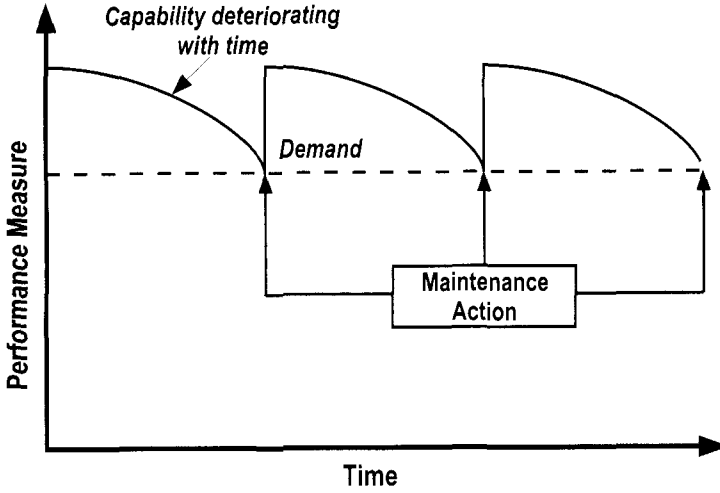 Capability deteriorating
with time
Demand
Performance Measure
Maintenance
Action
Time